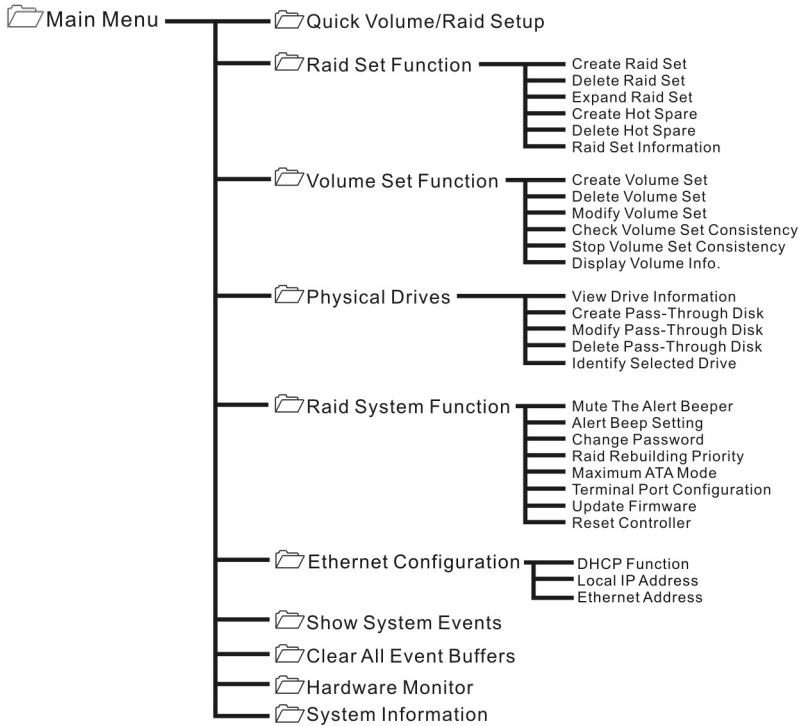 Main Menu
Quick Volume/Raid Setup
Raid Set Function
Create Raid Set
Delete Raid Set
Expand Raid Set
Create Hot Spare
Delete Hot Spare
Raid Set Information
Volume Set Function
Create Volume Set
Delete Volume Set
Modify Volume Set
Check Volume Set Consistency
Stop Volume Set Consistency
Display Volume Info.
Physical Drives
View Drive Information
Create Pass-Through Disk
Modify Pass-Through Disk
Delete Pass-Through Disk
Identify Selected Drive
Raid System Function
Mute The Alert Beeper
Alert Beep Setting
Change Password
Raid Rebuilding Priority
Maximum ATA Mode
Terminal Port Configuration
Update Firmware
Reset Controller
Ethernet Configuration
DHCP Function
Local IP Address
Ethernet Address
Show System Events
Clear All Event Buffers
Hardware Monitor
System Information